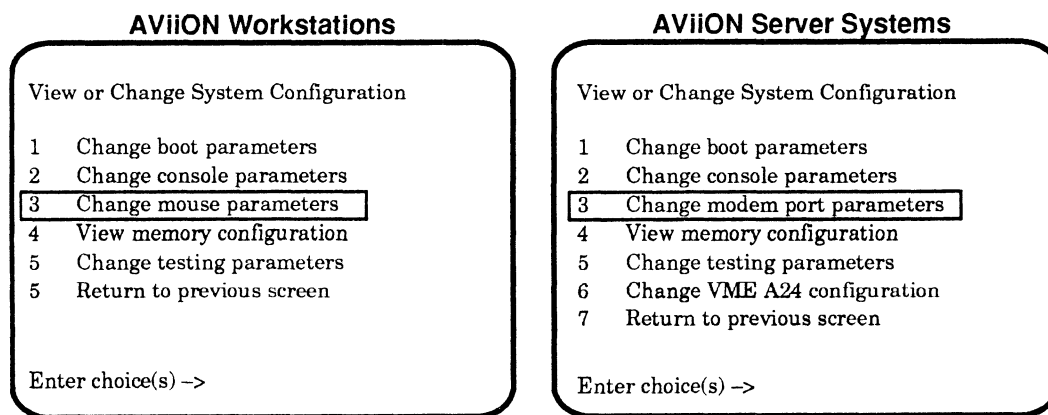 AViiON Workstations
View or Change System Configuration
1 Change boot parameters
2 Change console parameters
3 Change mouse parameters
4 View memory configuration
5 Change testing parameters
5 Return to previous screen
Enter choice(s) –>
AViiON Server Systems
View or Change System Configuration
1 Change boot parameters
2 Change console parameters
3 Change modem port parameters
4 View memory configuration
5 Change testing parameters
6 Change VME A24 configuration
7 Return to previous screen
Enter choice(s) –>